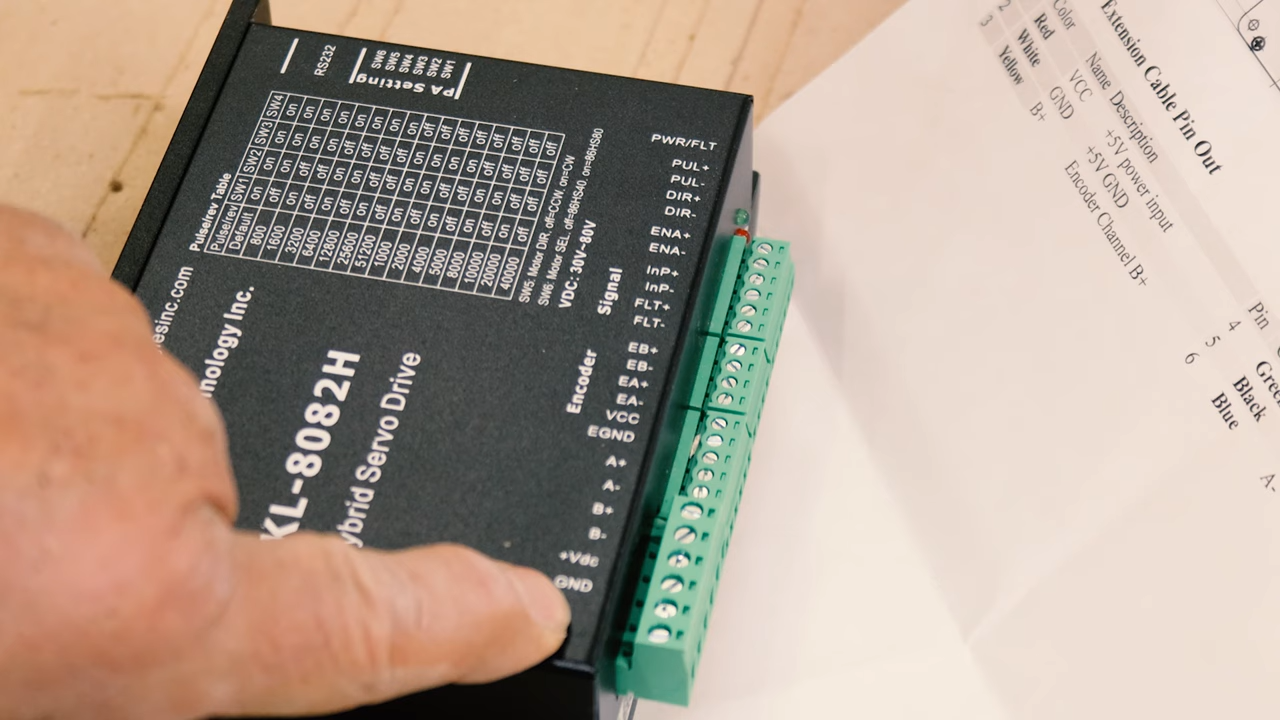 RS232
SW6
SW5
SW4
SW3
SW2
SW1
PA Setting
Pulse/rev Table
Pulse/rev SW1 SW2 SW3 SW4
Default on on on on
800 off on on on
1600 on off on on
3200 off off on on
6400 on on off on
12800 off on off on
25600 on off off on
51200 off off off on
1000 on on on off
2000 off on on off
4000 on off on off
5000 off off on off
8000 on on off off
10000 off on off off
20000 on off off off
40000 off off off off
SW5: Motor DIR. off=CCW, on=CW
SW6: Motor SEL. off=86HS40, on=86HS80
VDC: 30V~80V
esinc.com
nology Inc.
KL-8082H
ybrid Servo Drive
Signal
Encoder
PWR/FLT
PUL+
PUL-
DIR+
DIR-
ENA+
ENA-
InP+
InP-
FLT+
FLT-
EB+
EB-
EA+
EA-
VCC
EGND
A+
A-
B+
B-
+Vdc
GND
Extension Cable Pin Out
Color Name Description
Red VCC +5V power input
2 White GND +5V GND
3 Yellow B+ Encoder Channel B+
Pin
4 Green
5 Black
6 Blue A-